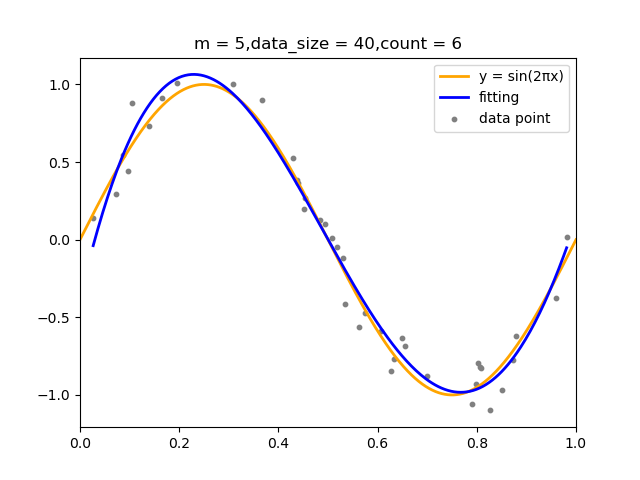 m = 5,data_size = 40,count = 6
y = sin(2πx)
fitting
data point
1.0
0.5
0.0
−0.5
−1.0
0.0 0.2 0.4 0.6 0.8 1.0